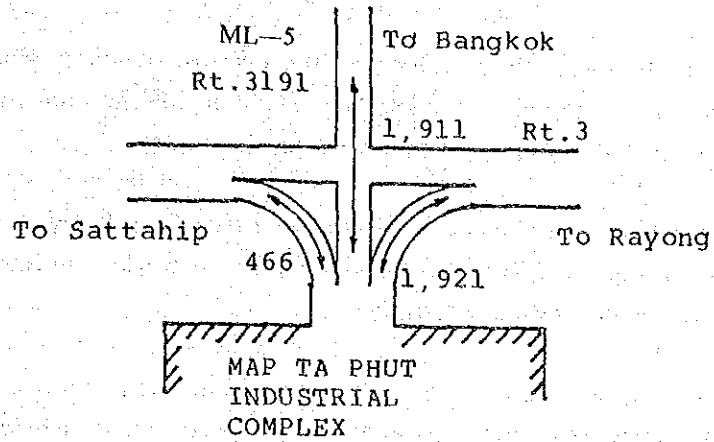 ML—5
To Bangkok
Rt.3191
1,911
Rt.3
To Sattahip
To Rayong
466
1,921
MAP TA PHUT
INDUSTRIAL
COMPLEX